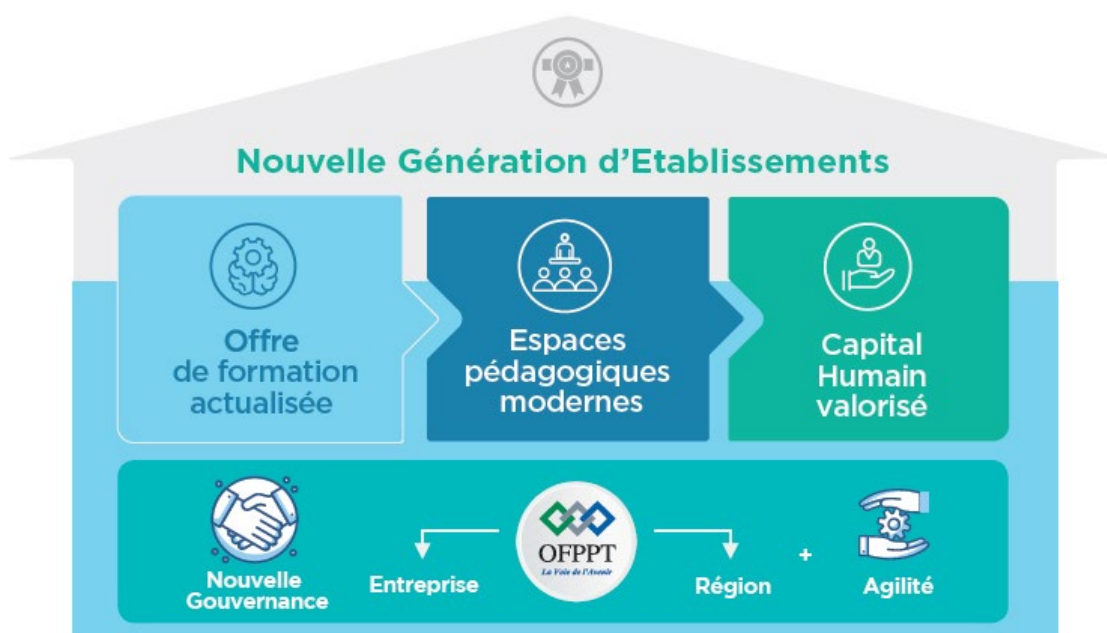 Nouvelle Génération d'Etablissements
Offre
de formation
actualisée
Espaces
pédagogiques
modernes
Capital
Humain
valorisé
Nouvelle
Gouvernance
Entreprise
OFPPT
La Voie de l'Avenir
Région
+
Agilité